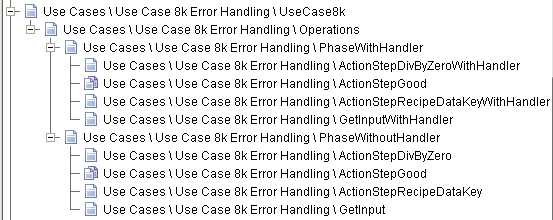 Use Cases \ Use Case 8k Error Handling \ UseCase8k
Use Cases \ Use Case 8k Error Handling \ Operations
Use Cases \ Use Case 8k Error Handling \ PhaseWithHandler
Use Cases \ Use Case 8k Error Handling \ ActionStepDivByZeroWithHandler
Use Cases \ Use Case 8k Error Handling \ ActionStepGood
Use Cases \ Use Case 8k Error Handling \ ActionStepRecipeDataKeyWithHandler
Use Cases \ Use Case 8k Error Handling \ GetInputWithHandler
Use Cases \ Use Case 8k Error Handling \ PhaseWithoutHandler
Use Cases \ Use Case 8k Error Handling \ ActionStepDivByZero
Use Cases \ Use Case 8k Error Handling \ ActionStepGood
Use Cases \ Use Case 8k Error Handling \ ActionStepRecipeDataKey
Use Cases \ Use Case 8k Error Handling \ GetInput